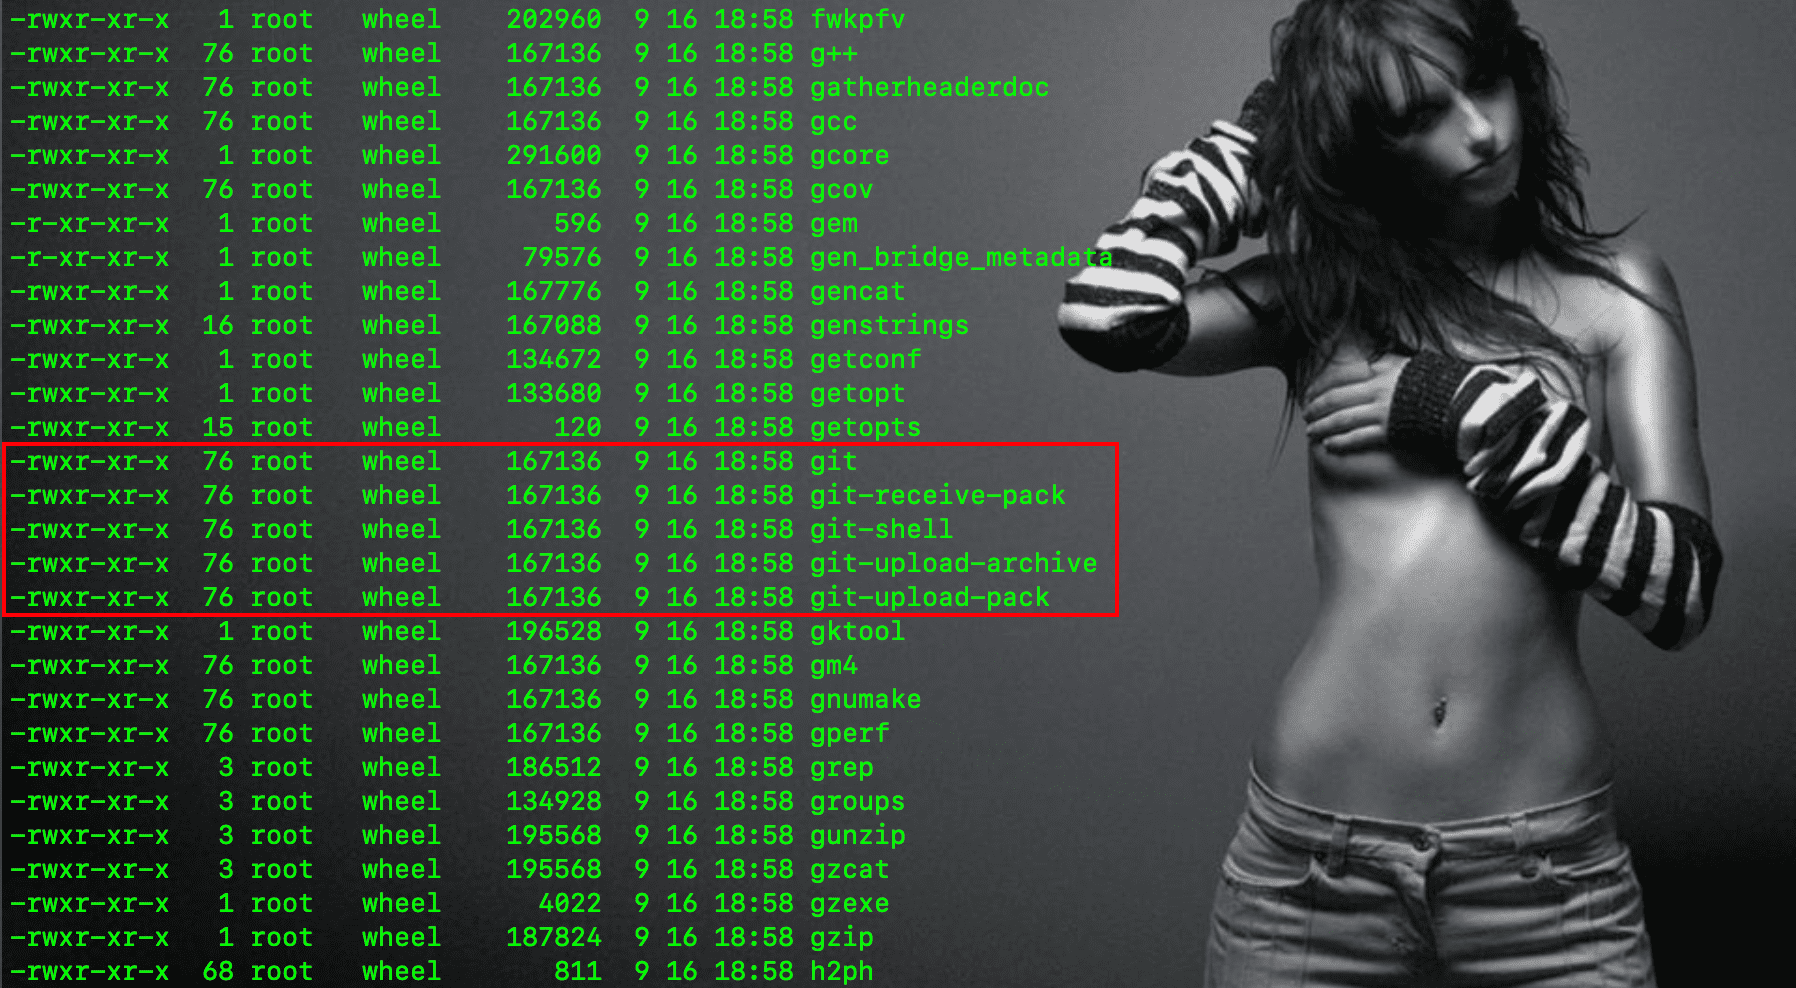 -rwxr-xr-x 1 root wheel 202960 9 16 18:58 fwkpfv
-rwxr-xr-x 76 root wheel 167136 9 16 18:58 g++
-rwxr-xr-x 76 root wheel 167136 9 16 18:58 gatherheaderdoc
-rwxr-xr-x 76 root wheel 167136 9 16 18:58 gcc
-rwxr-xr-x 1 root wheel 291600 9 16 18:58 gcore
-rwxr-xr-x 76 root wheel 167136 9 16 18:58 gcov
-r-xr-xr-x 1 root wheel 596 9 16 18:58 gem
-r-xr-xr-x 1 root wheel 79576 9 16 18:58 gen_bridge_metadata
-rwxr-xr-x 1 root wheel 167776 9 16 18:58 gencat
-rwxr-xr-x 16 root wheel 167088 9 16 18:58 genstrings
-rwxr-xr-x 1 root wheel 134672 9 16 18:58 getconf
-rwxr-xr-x 1 root wheel 133680 9 16 18:58 getopt
-rwxr-xr-x 15 root wheel 120 9 16 18:58 getopts
-rwxr-xr-x 76 root wheel 167136 9 16 18:58 git
-rwxr-xr-x 76 root wheel 167136 9 16 18:58 git-receive-pack
-rwxr-xr-x 76 root wheel 167136 9 16 18:58 git-shell
-rwxr-xr-x 76 root wheel 167136 9 16 18:58 git-upload-archive
-rwxr-xr-x 76 root wheel 167136 9 16 18:58 git-upload-pack
-rwxr-xr-x 1 root wheel 196528 9 16 18:58 gktool
-rwxr-xr-x 76 root wheel 167136 9 16 18:58 gm4
-rwxr-xr-x 76 root wheel 167136 9 16 18:58 gnumake
-rwxr-xr-x 76 root wheel 167136 9 16 18:58 gperf
-rwxr-xr-x 3 root wheel 186512 9 16 18:58 grep
-rwxr-xr-x 3 root wheel 134928 9 16 18:58 groups
-rwxr-xr-x 3 root wheel 195568 9 16 18:58 gunzip
-rwxr-xr-x 3 root wheel 195568 9 16 18:58 gzcat
-rwxr-xr-x 1 root wheel 4022 9 16 18:58 gzexe
-rwxr-xr-x 1 root wheel 187824 9 16 18:58 gzip
-rwxr-xr-x 68 root wheel 811 9 16 18:58 h2ph